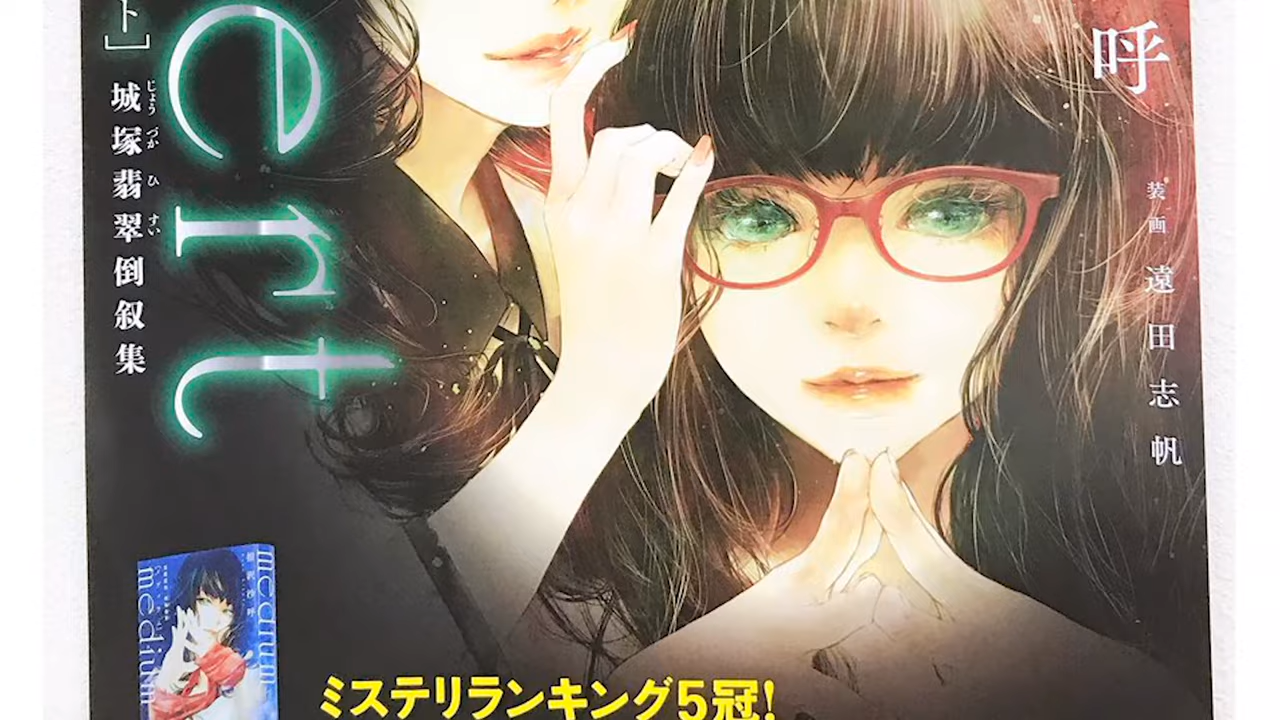 呼
装画 遠田志帆
ert
ト］城塚翡翠倒叙集
じょうづかひすい
medium
medium
ミステリランキング5冠!